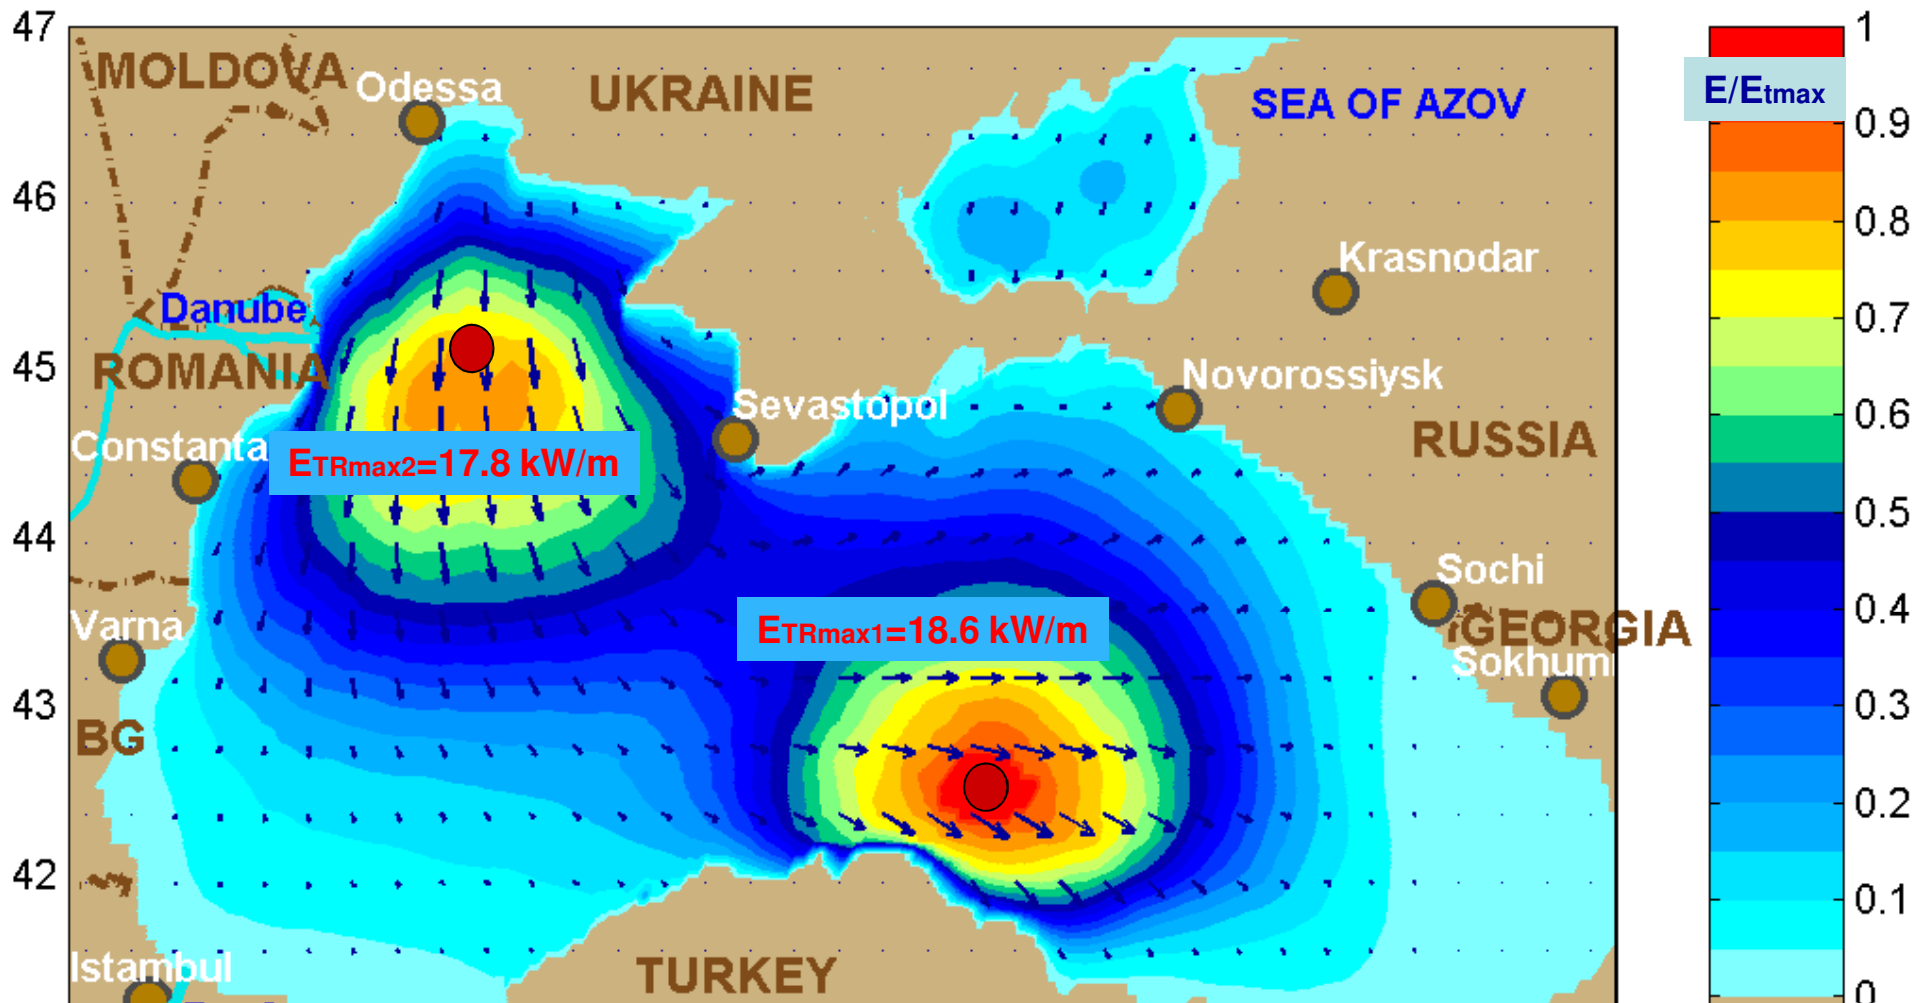 47
1
MOLDOVA
Odessa
UKRAINE
SEA OF AZOV
E/Etmax
0.9
46
0.8
Krasnodar
Danube
0.7
45
ROMANIA
Novorossiysk
Sevastopol
0.6
Constanta
RUSSIA
ETRmax2=17.8 kW/m
0.5
44
Sochi
0.4
Varna
ETRmax1=18.6 kW/m
GEORGIA
Sokhumi
43
0.3
BG
0.2
42
0.1
Istambul
TURKEY
0